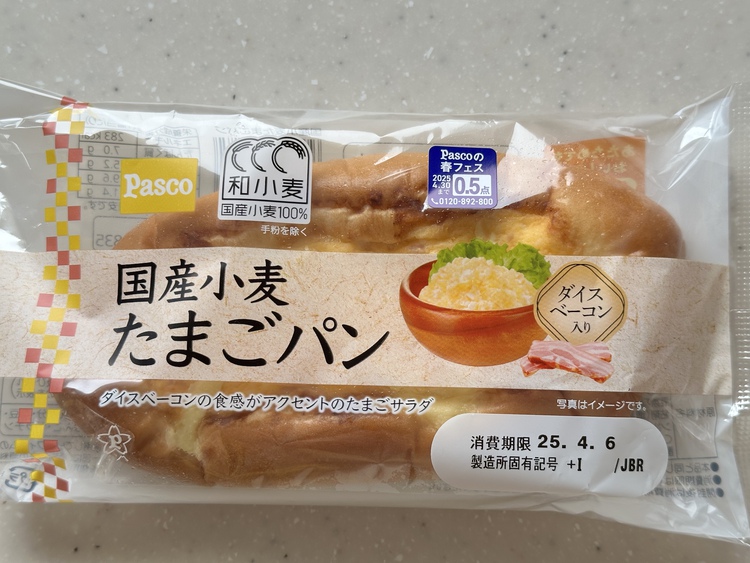 Pasco
和小麦
国産小麦100%
手粉を除く
Pascoの
春フェス
2025
4.30
まで
0.5点
0120-892-800
国産小麦
たまごパン
ダイス
ベーコン
入り
ダイスベーコンの食感がアクセントのたまごサラダ
写真はイメージです。
消費期限 25. 4. 6
製造所固有記号 +I /JBR